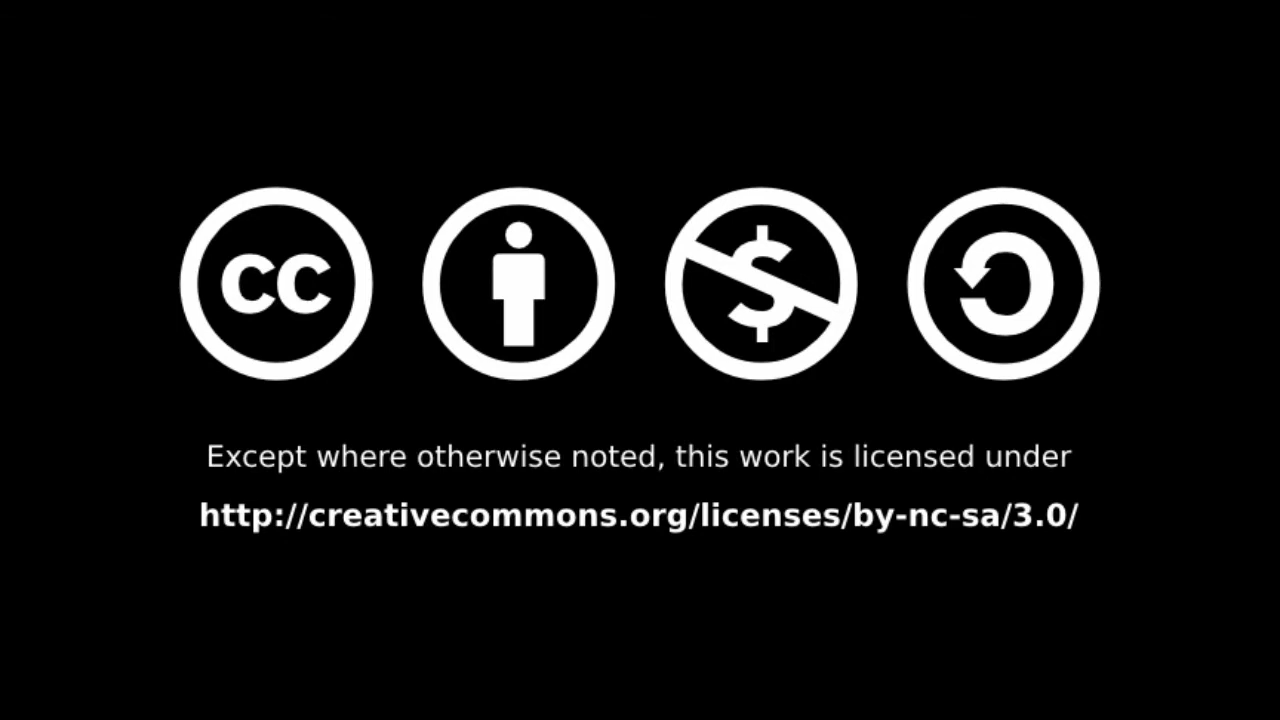 cc
Except where otherwise noted, this work is licensed under
http://creativecommons.org/licenses/by-nc-sa/3.0/